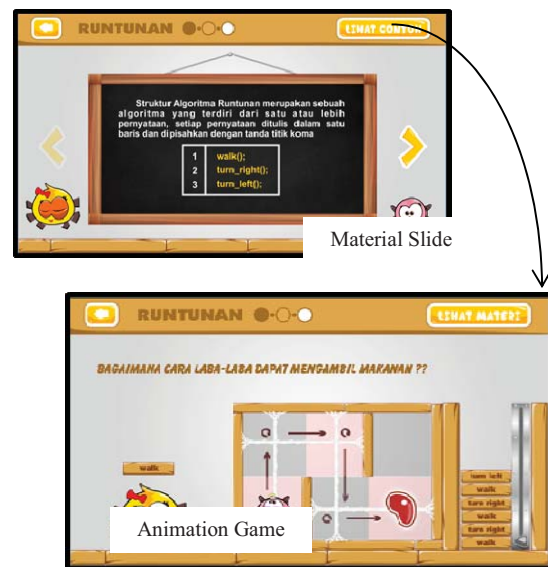 RUNTUNAN
LIHAT CONTOH
Struktur Algoritma Runtunan merupakan sebuah
algoritma yang terdiri dari satu atau lebih
pernyataan, setiap pernyataan ditulis dalam satu
baris dan dipisahkan dengan tanda titik koma
1 walk();
2 turn_right();
3 turn_left();
Material Slide
RUNTUNAN
LIHAT MATERI
BAGAIMANA CARA LABA-LABA DAPAT MENGAMBIL MAKANAN ??
walk
turn left
walk
turn right
walk
turn right
walk
Animation Game